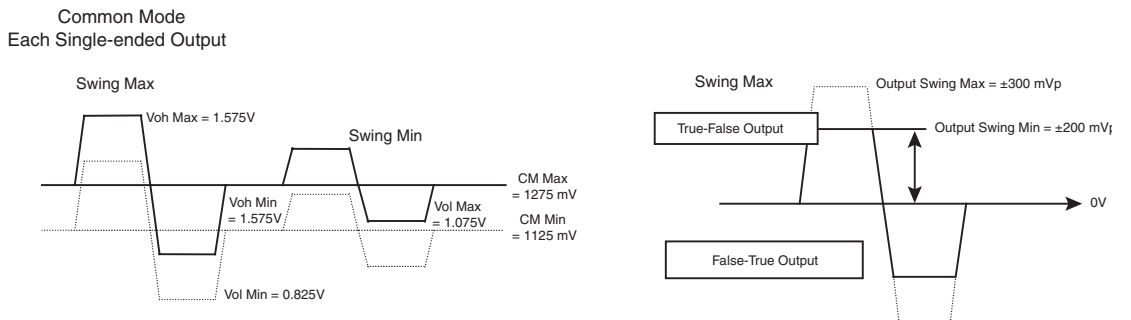 Common Mode
Each Single-ended Output
Swing Max
Voh Max = 1.575V
Swing Min
CM Max
= 1275 mV
Voh Min
= 1.575V
Vol Max
= 1.075V
CM Min
= 1125 mV
Vol Min = 0.825V
Swing Max
Output Swing Max = ±300 mVp
True-False Output
Output Swing Min = ±200 mVp
0V
False-True Output